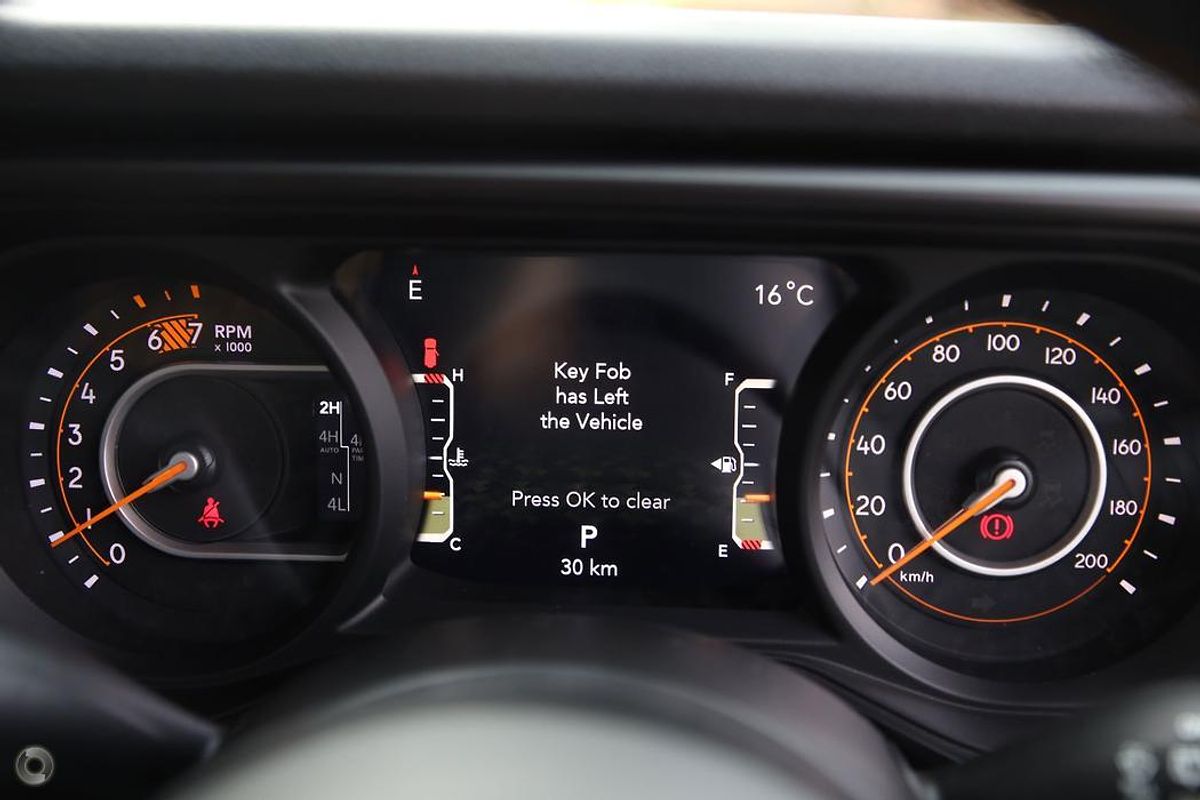 E
16°C
RPM
x 1000
0
1
2
3
4
5
6
7
2H
4H
AUTO
N
4L
H
C
Key Fob
has Left
the Vehicle
Press OK to clear
P
30 km
F
E
0
20
40
60
80
100
120
140
160
180
200
km/h